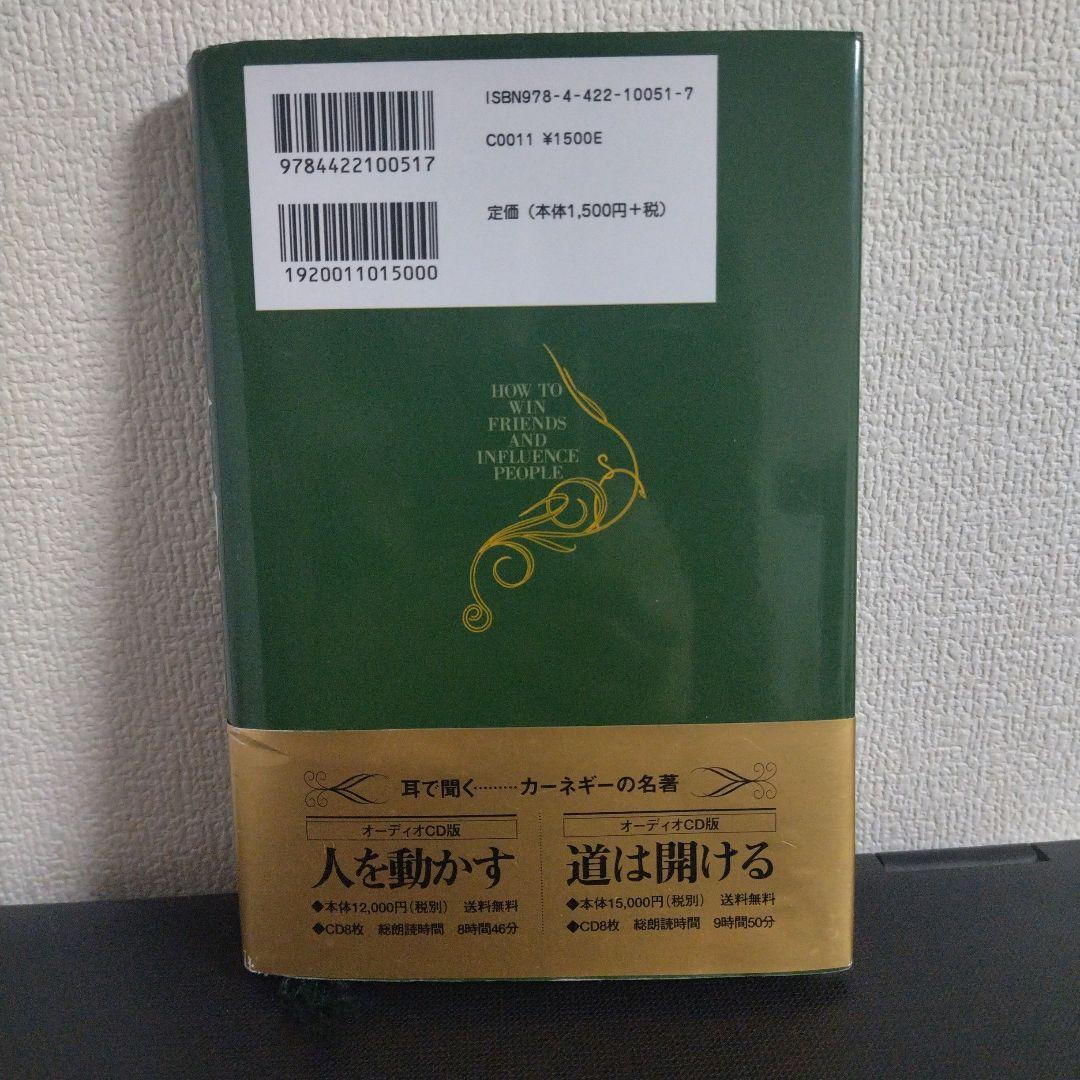 ISBN978-4-422-10051-7
C0011 ¥1500E
9784422100517
定価（本体1,500円＋税）
1920011015000
HOW TO
WIN
FRIENDS
AND
INFLUENCE
PEOPLE
耳で聞く………カーネギーの名著
オーディオCD版
人を動かす
◆本体12,000円（税別） 送料無料
◆CD8枚 総朗読時間 8時間46分
オーディオCD版
道は開ける
◆本体15,000円（税別） 送料無料
◆CD8枚 総朗読時間 9時間50分